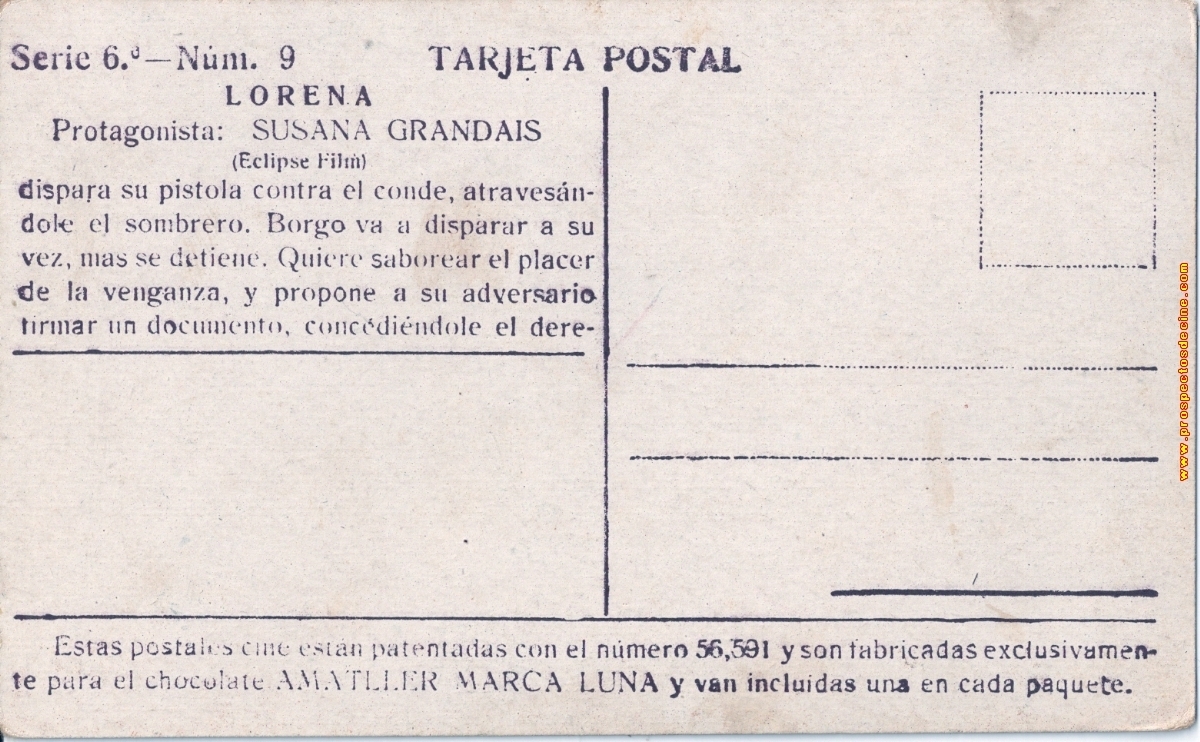 Serie 6.ª—Núm. 9
TARJETA POSTAL
LORENA
Protagonista: SUSANA GRANDAIS
(Eclipse Film)
dispara su pistola contra el conde, atravesán-
dole el sombrero. Borgo va a disparar a su
vez, mas se detiene. Quiere saborear el placer
de la venganza, y propone a su adversario
firmar un documento, concediéndole el dere-
Estas postales cine están patentadas con el número 56,591 y son fabricadas exclusivamen-
te para el chocolate AMATLLER MARCA LUNA y van incluidas una en cada paquete.
www.prospectosdecine.com